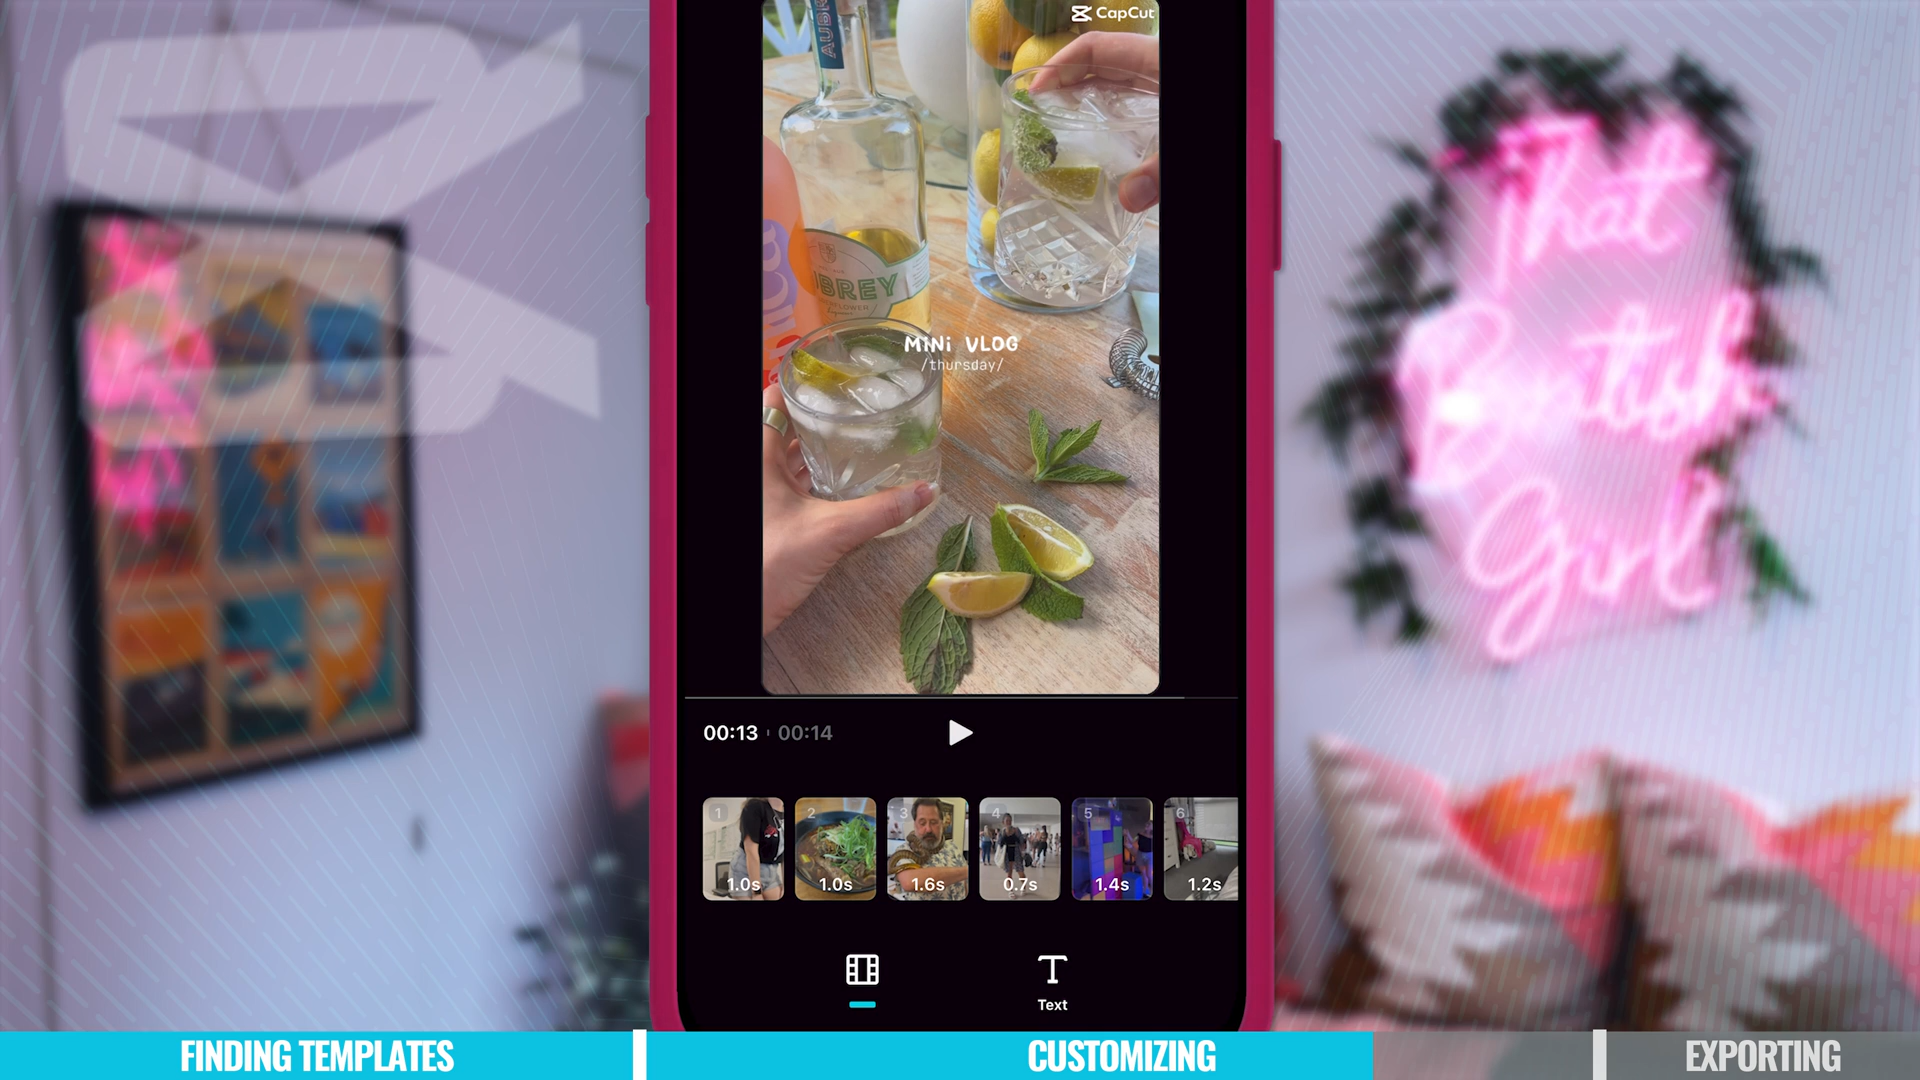 CapCut
AUBR
BREY
MiNi VLOG
/thursday/
That
British
Girl
00:13
00:14
1
2
3
4
5
6
1.0s
1.0s
1.6s
0.7s
1.4s
1.2s
Text
FINDING TEMPLATES
CUSTOMIZING
EXPORTING